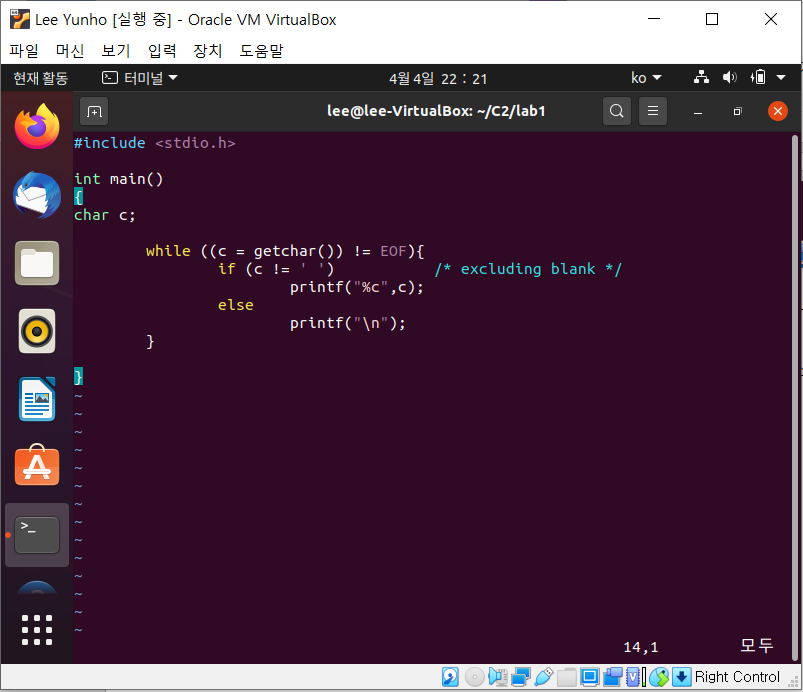 Lee Yunho [실행 중] - Oracle VM VirtualBox
파일 머신 보기 입력 장치 도움말
현재 활동 터미널 4월 4일 22 : 21 ko
lee@lee-VirtualBox: ~/C2/lab1
#include <stdio.h>
int main()
{
char c;
while ((c = getchar()) != EOF){
if (c != ' ') /* excluding blank */
printf("%c",c);
else
printf("\n");
}
}
~
~
~
~
~
~
~
~
~
~
~
~
~
~
14,1 모두
>_
Right Control